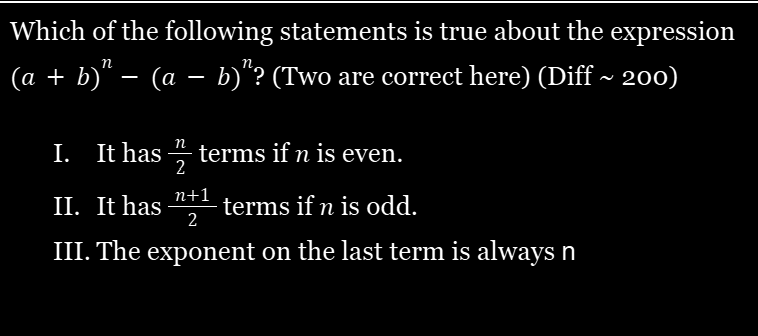 Which of the following statements is true about the expression
(a + b)^n − (a − b)^n? (Two are correct here) (Diff ~ 200)
I. It has n/2 terms if n is even.
II. It has n+1/2 terms if n is odd.
III. The exponent on the last term is always n